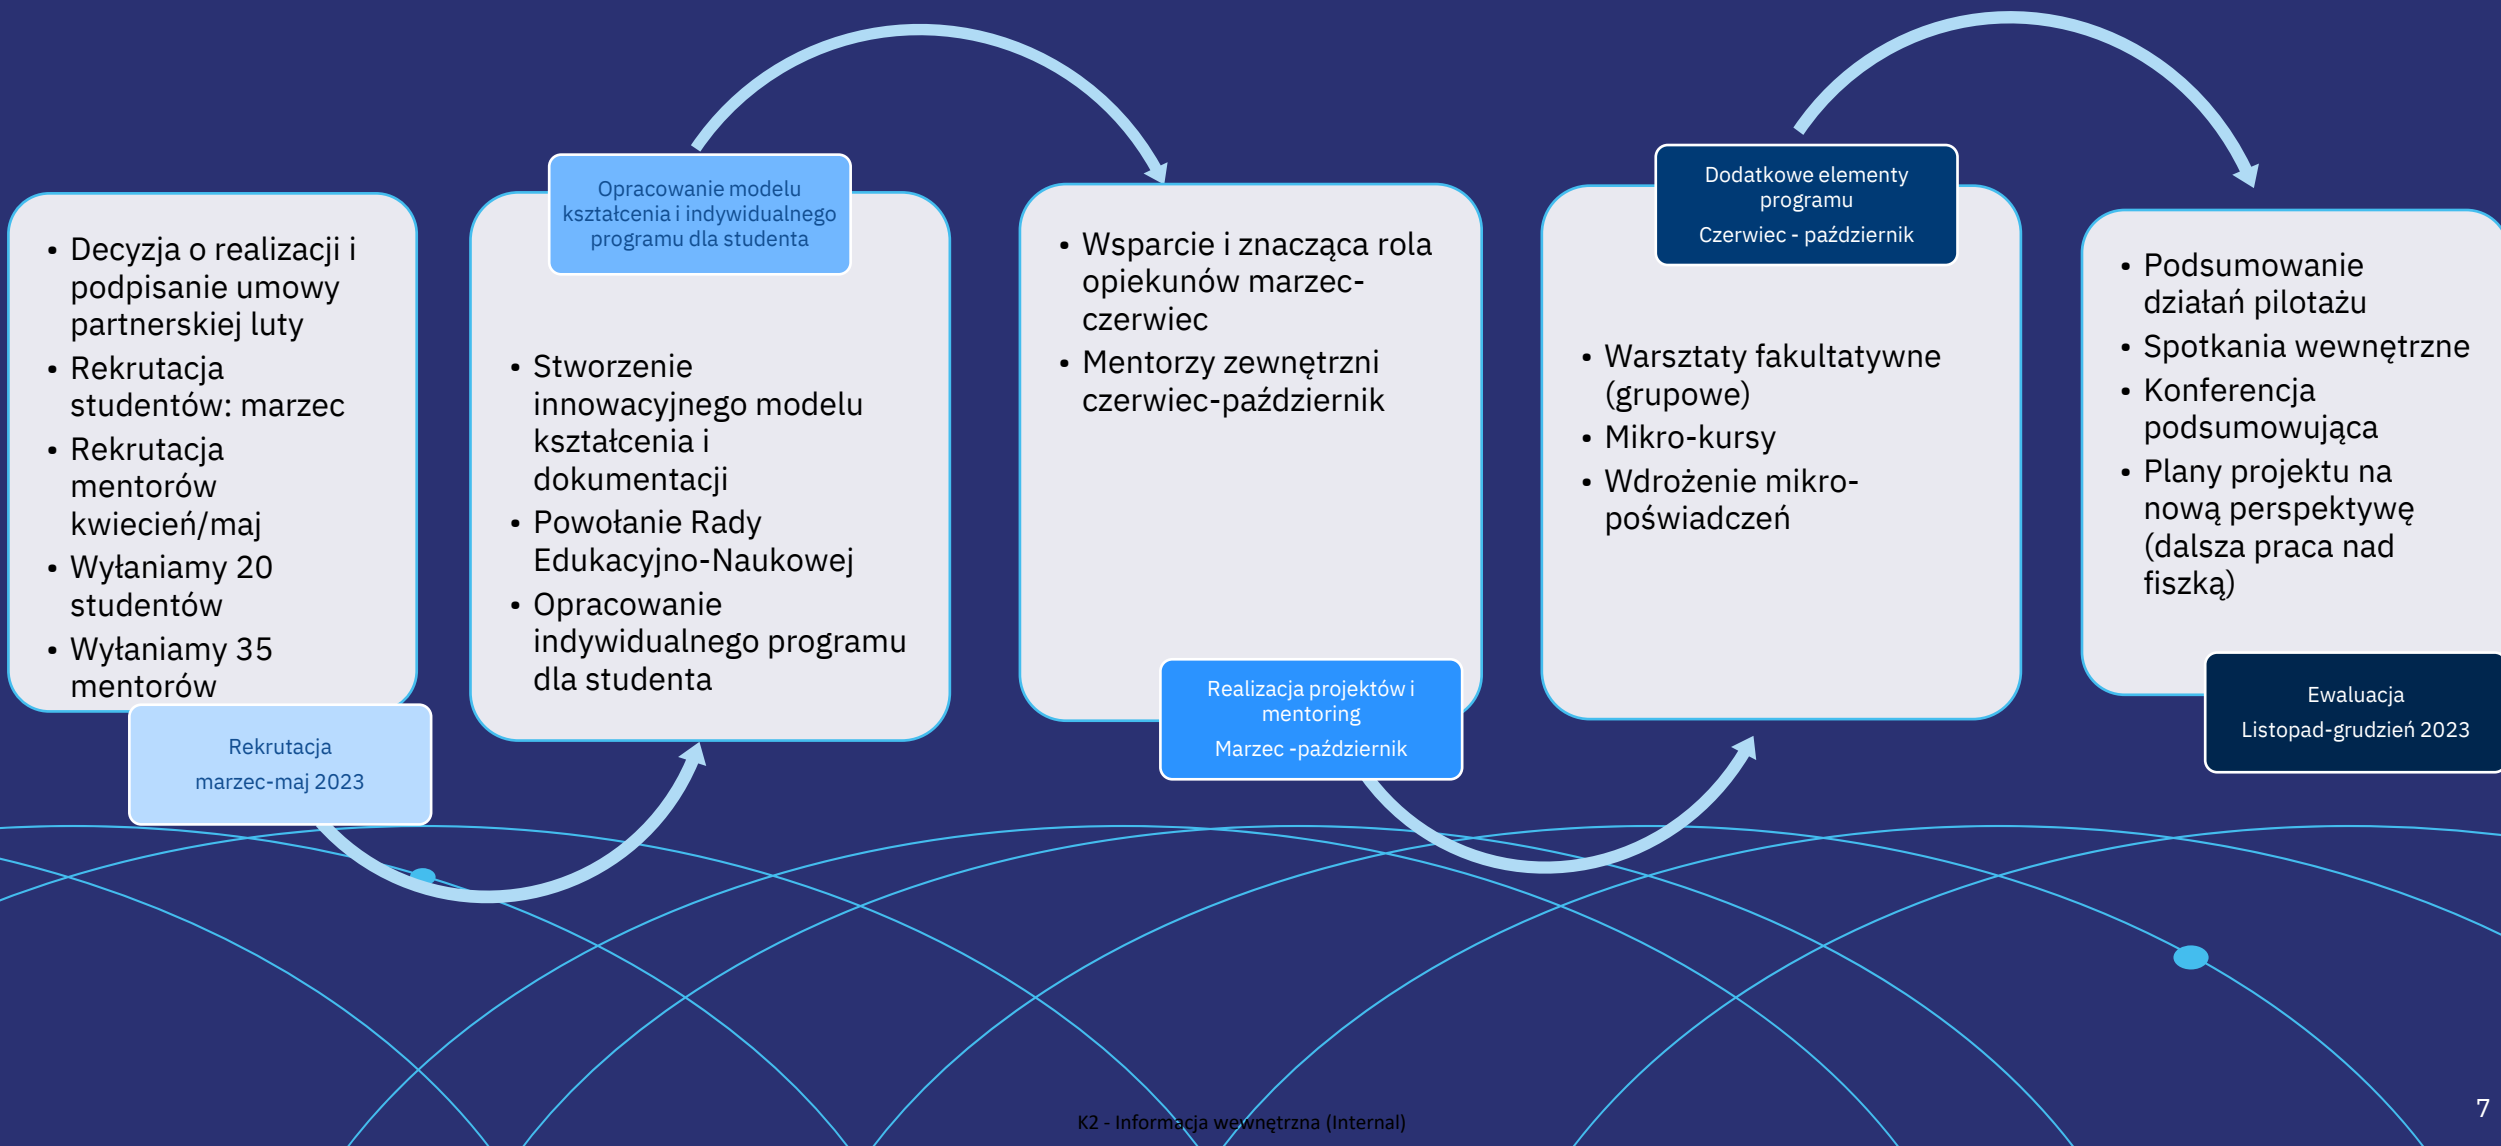 • Decyzja o realizacji i
podpisanie umowy
partnerskiej luty
• Rekrutacja
studentów: marzec
• Rekrutacja
mentorów
kwiecień/maj
• Wyłaniamy 20
studentów
• Wyłaniamy 35
mentorów
Rekrutacja
marzec-maj 2023
Opracowanie modelu
kształcenia i indywidualnego
programu dla studenta
• Stworzenie
innowacyjnego modelu
kształcenia i
dokumentacji
• Powołanie Rady
Edukacyjno-Naukowej
• Opracowanie
indywidualnego programu
dla studenta
• Wsparcie i znacząca rola
opiekunów marzec-
czerwiec
• Mentorzy zewnętrzni
czerwiec-październik
Realizacja projektów i
mentoring
Marzec -październik
Dodatkowe elementy
programu
Czerwiec - październik
• Warsztaty fakultatywne
(grupowe)
• Mikro-kursy
• Wdrożenie mikro-
poświadczeń
• Podsumowanie
działań pilotażu
• Spotkania wewnętrzne
• Konferencja
podsumowująca
• Plany projektu na
nową perspektywę
(dalsza praca nad
fiszką)
Ewaluacja
Listopad-grudzień 2023
K2 - Informacja wewnętrzna (Internal)
7